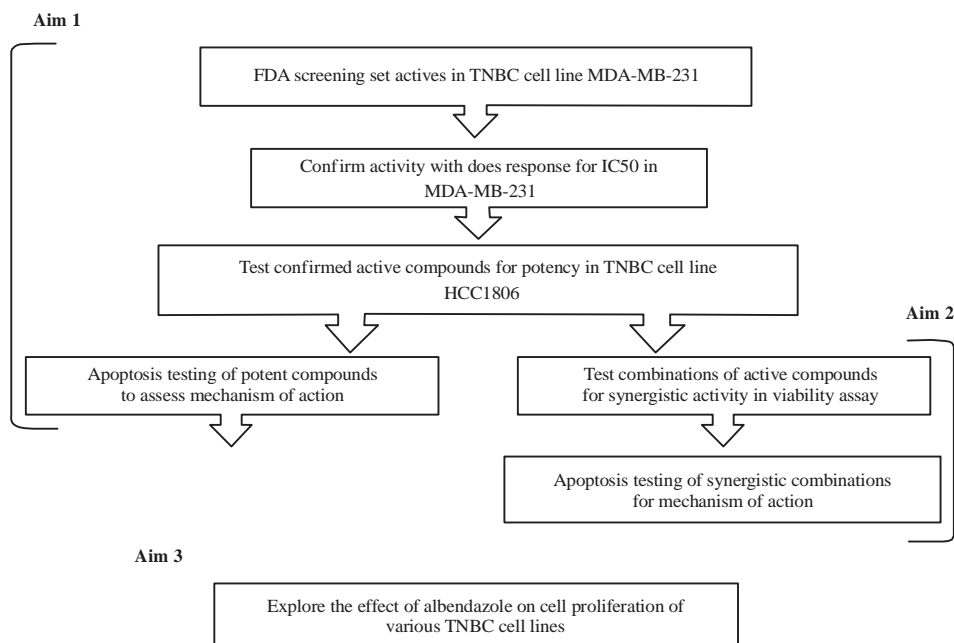 Aim 1
FDA screening set actives in TNBC cell line MDA-MB-231
Confirm activity with does response for IC50 in
MDA-MB-231
Test confirmed active compounds for potency in TNBC cell line
HCC1806
Aim 2
Apoptosis testing of potent compounds
to assess mechanism of action
Test combinations of active compounds
for synergistic activity in viability assay
Apoptosis testing of synergistic combinations
for mechanism of action
Aim 3
Explore the effect of albendazole on cell proliferation of
various TNBC cell lines